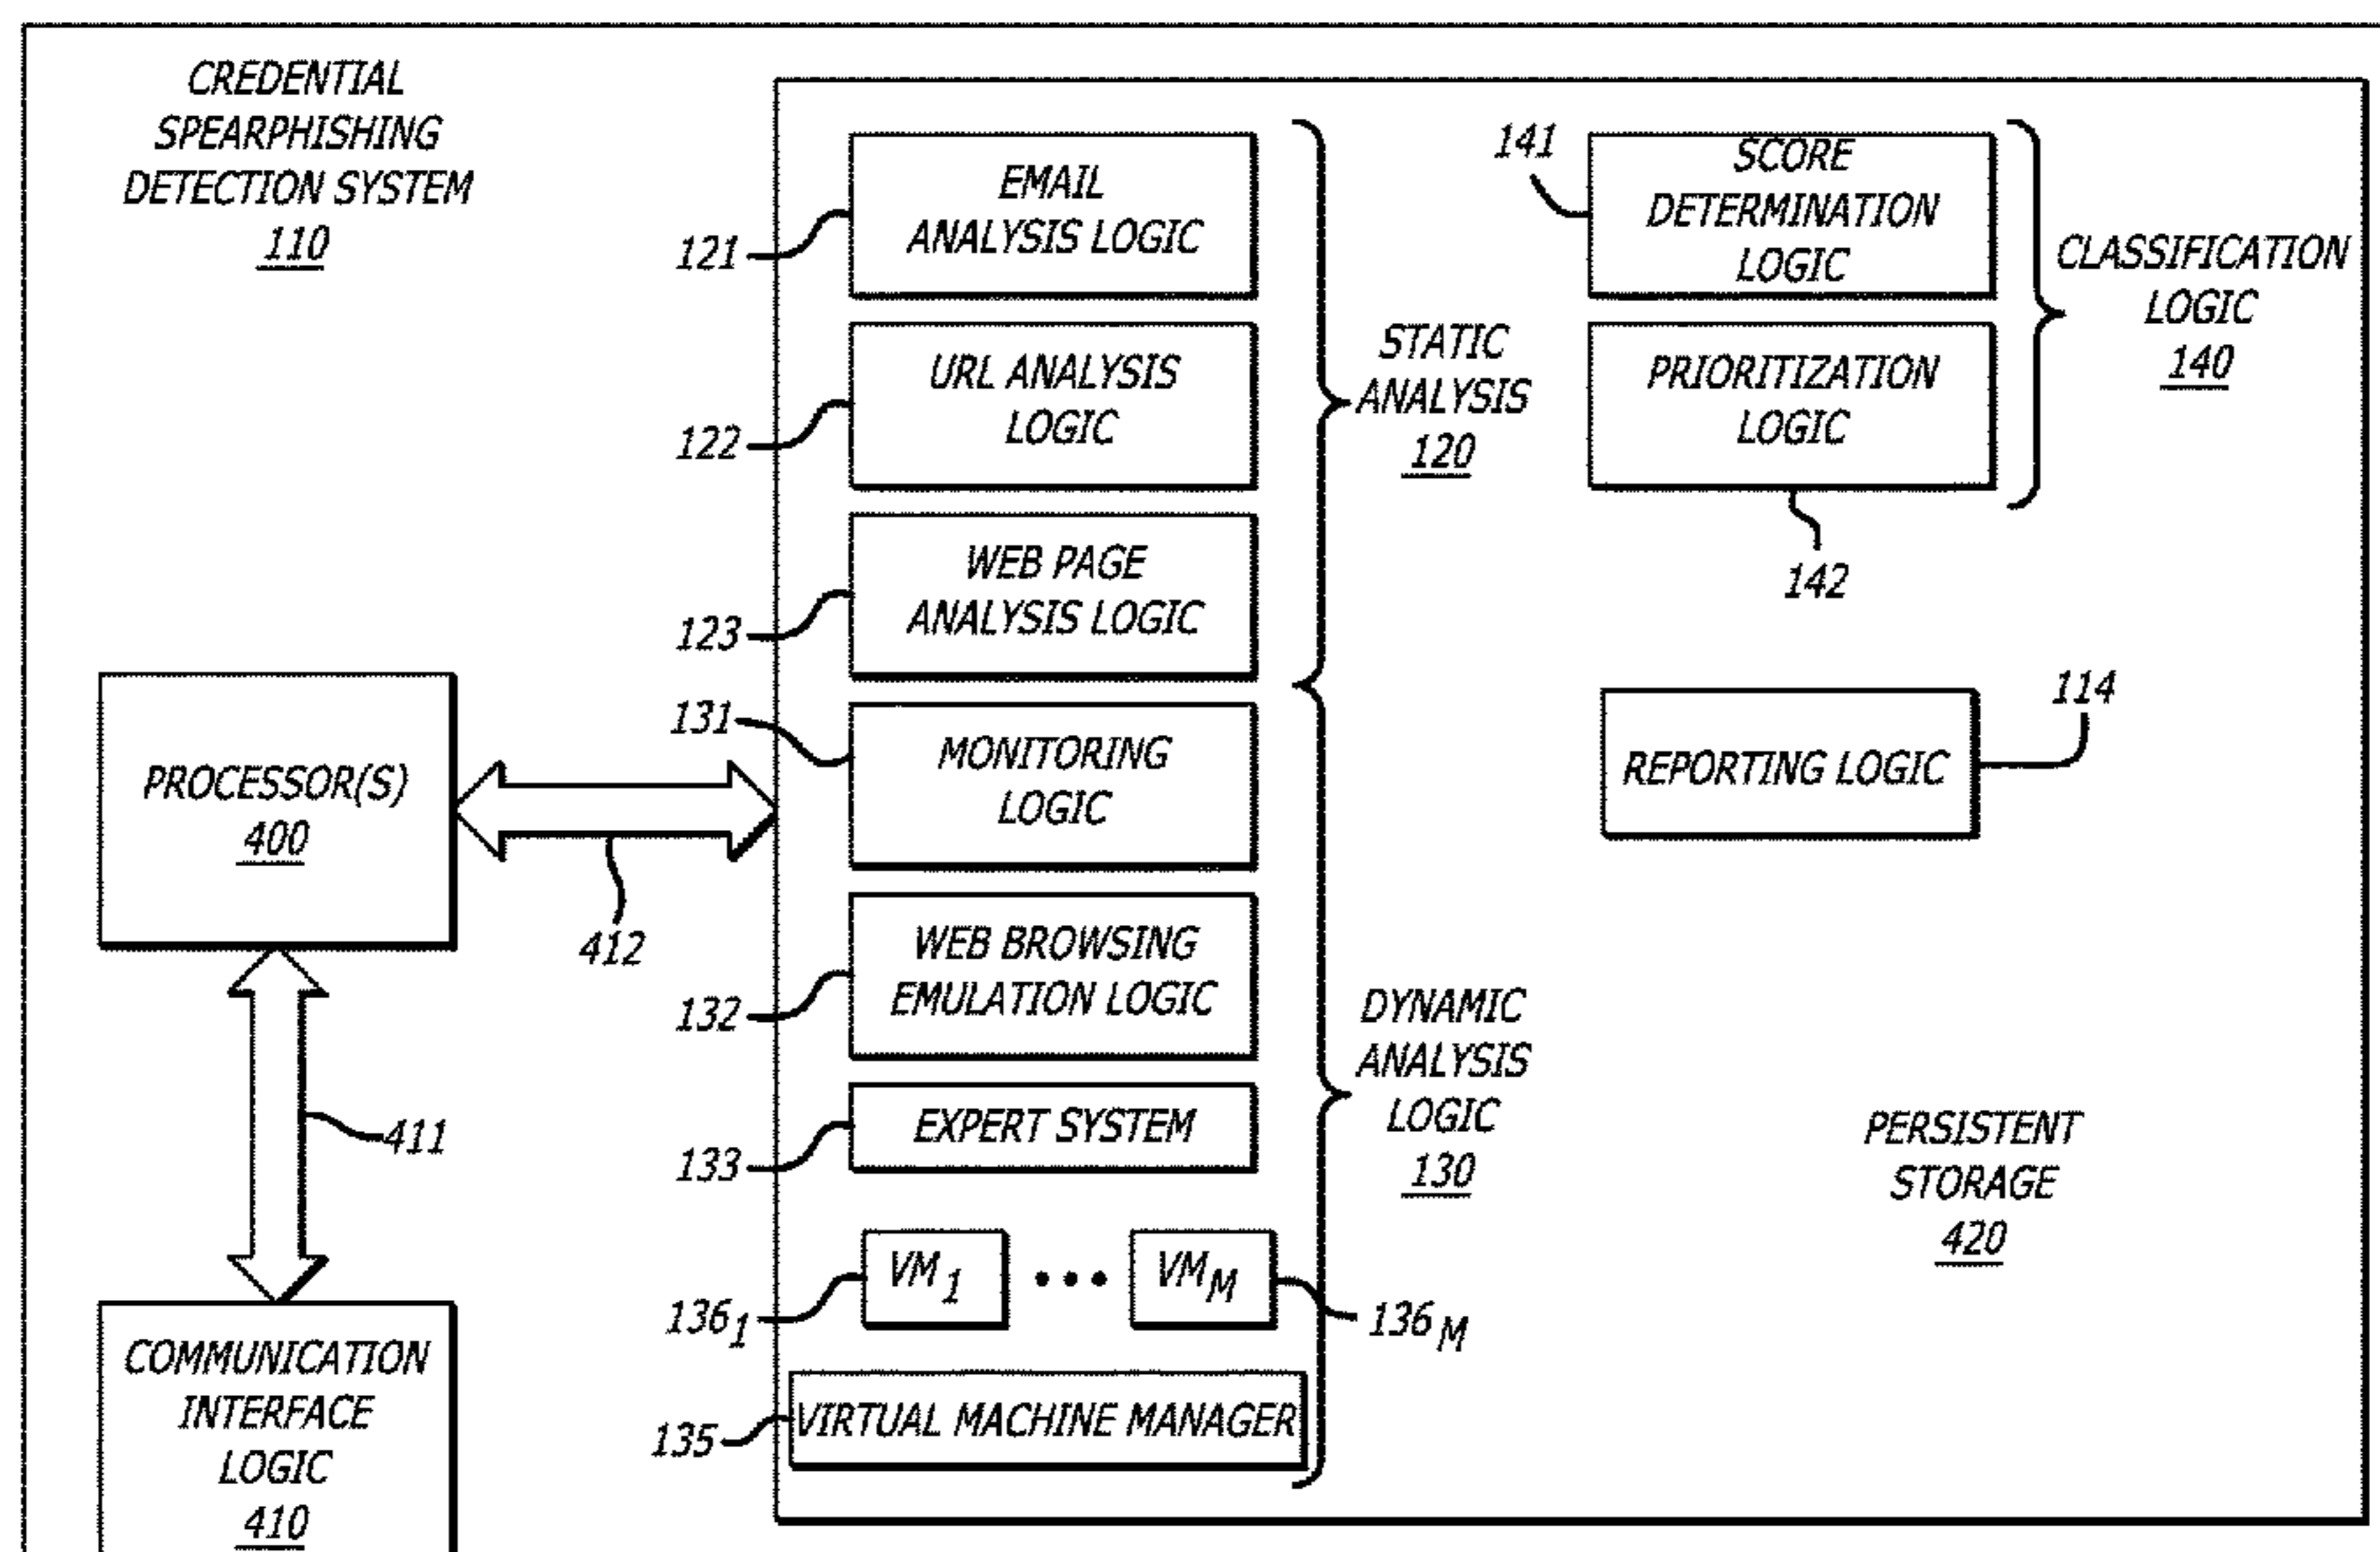 CREDENTIAL
SPEARPHISHING
DETECTION SYSTEM
110
121
EMAIL
ANALYSIS LOGIC
122
URL ANALYSIS
LOGIC
123
WEB PAGE
ANALYSIS LOGIC
STATIC
ANALYSIS
120
141
SCORE
DETERMINATION
LOGIC
PRIORITIZATION
LOGIC
142
CLASSIFICATION
LOGIC
140
PROCESSOR(S)
400
412
131
MONITORING
LOGIC
132
WEB BROWSING
EMULATION LOGIC
133
EXPERT SYSTEM
VM1
•••
VMM
1361
136M
135
VIRTUAL MACHINE MANAGER
DYNAMIC
ANALYSIS
LOGIC
130
REPORTING LOGIC
114
PERSISTENT
STORAGE
420
411
COMMUNICATION
INTERFACE
LOGIC
410